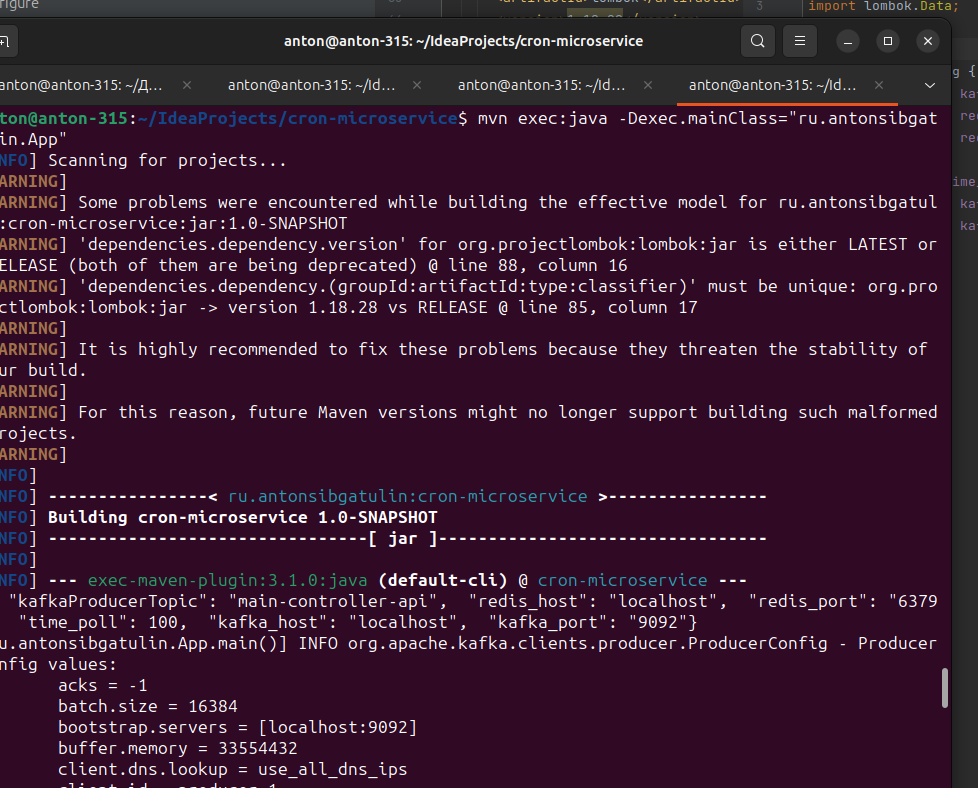 igure
import lombok.Data;
anton@anton-315: ~/IdeaProjects/cron-microservice
anton@anton-315: ~/Д... × anton@anton-315: ~/Id... × anton@anton-315: ~/Id... × anton@anton-315: ~/Id... ×
ton@anton-315:~/IdeaProjects/cron-microservice$ mvn exec:java -Dexec.mainClass="ru.antonsibgat
in.App"
NFO] Scanning for projects...
ARNING]
ARNING] Some problems were encountered while building the effective model for ru.antonsibgatul
:cron-microservice:jar:1.0-SNAPSHOT
ARNING] 'dependencies.dependency.version' for org.projectlombok:lombok:jar is either LATEST or
ELEASE (both of them are being deprecated) @ line 88, column 16
ARNING] 'dependencies.dependency.(groupId:artifactId:type:classifier)' must be unique: org.pro
ctlombok:lombok:jar -> version 1.18.28 vs RELEASE @ line 85, column 17
ARNING]
ARNING] It is highly recommended to fix these problems because they threaten the stability of
ur build.
ARNING]
ARNING] For this reason, future Maven versions might no longer support building such malformed
rojects.
ARNING]
NFO]
NFO] ----------------< ru.antonsibgatulin:cron-microservice >----------------
NFO] Building cron-microservice 1.0-SNAPSHOT
NFO] --------------------------------[ jar ]---------------------------------
NFO]
NFO] --- exec-maven-plugin:3.1.0:java (default-cli) @ cron-microservice ---
"kafkaProducerTopic": "main-controller-api", "redis_host": "localhost", "redis_port": "6379
"time_poll": 100, "kafka_host": "localhost", "kafka_port": "9092"}
u.antonsibgatulin.App.main()] INFO org.apache.kafka.clients.producer.ProducerConfig - Producer
nfig values:
acks = -1
batch.size = 16384
bootstrap.servers = [localhost:9092]
buffer.memory = 33554432
client.dns.lookup = use_all_dns_ips